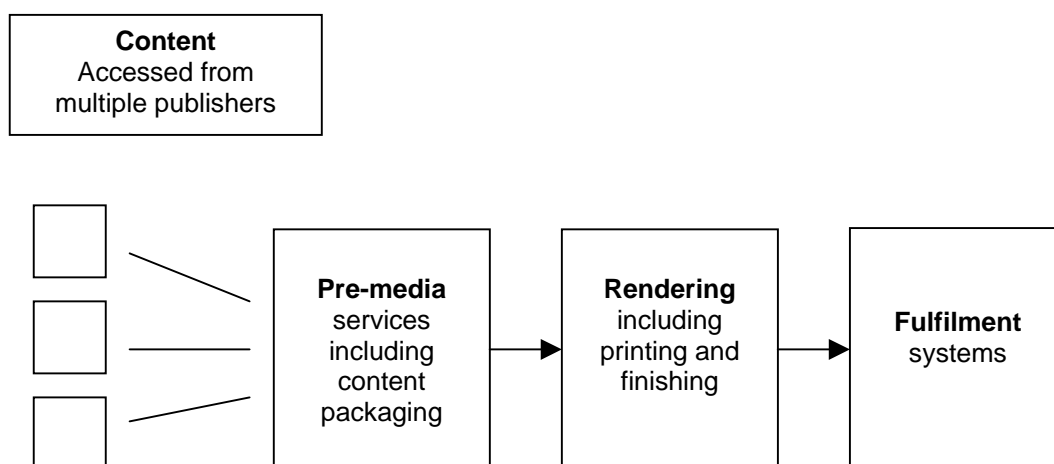 Content
Accessed from
multiple publishers
Pre-media
services
including
content
packaging
Rendering
including
printing and
finishing
Fulfilment
systems